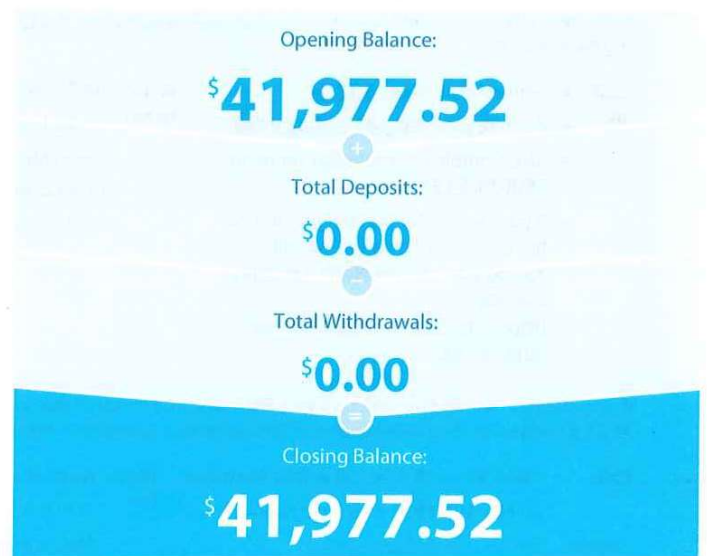 Opening Balance:
$41,977.52
+
Total Deposits:
$0.00
−
Total Withdrawals:
$0.00
=
Closing Balance:
$41,977.52